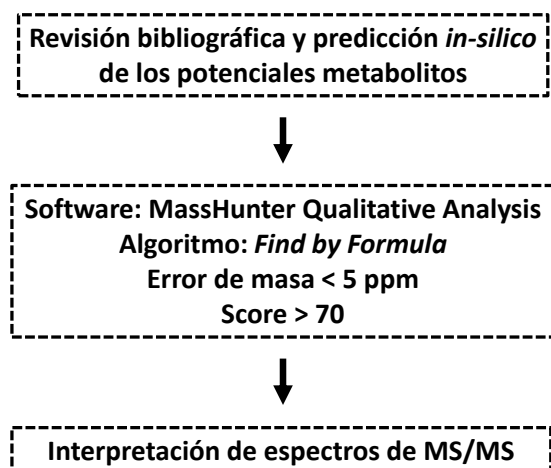 Revisión bibliográfica y predicción in-silico
de los potenciales metabolitos
Software: MassHunter Qualitative Analysis
Algoritmo: Find by Formula
Error de masa < 5 ppm
Score > 70
Interpretación de espectros de MS/MS